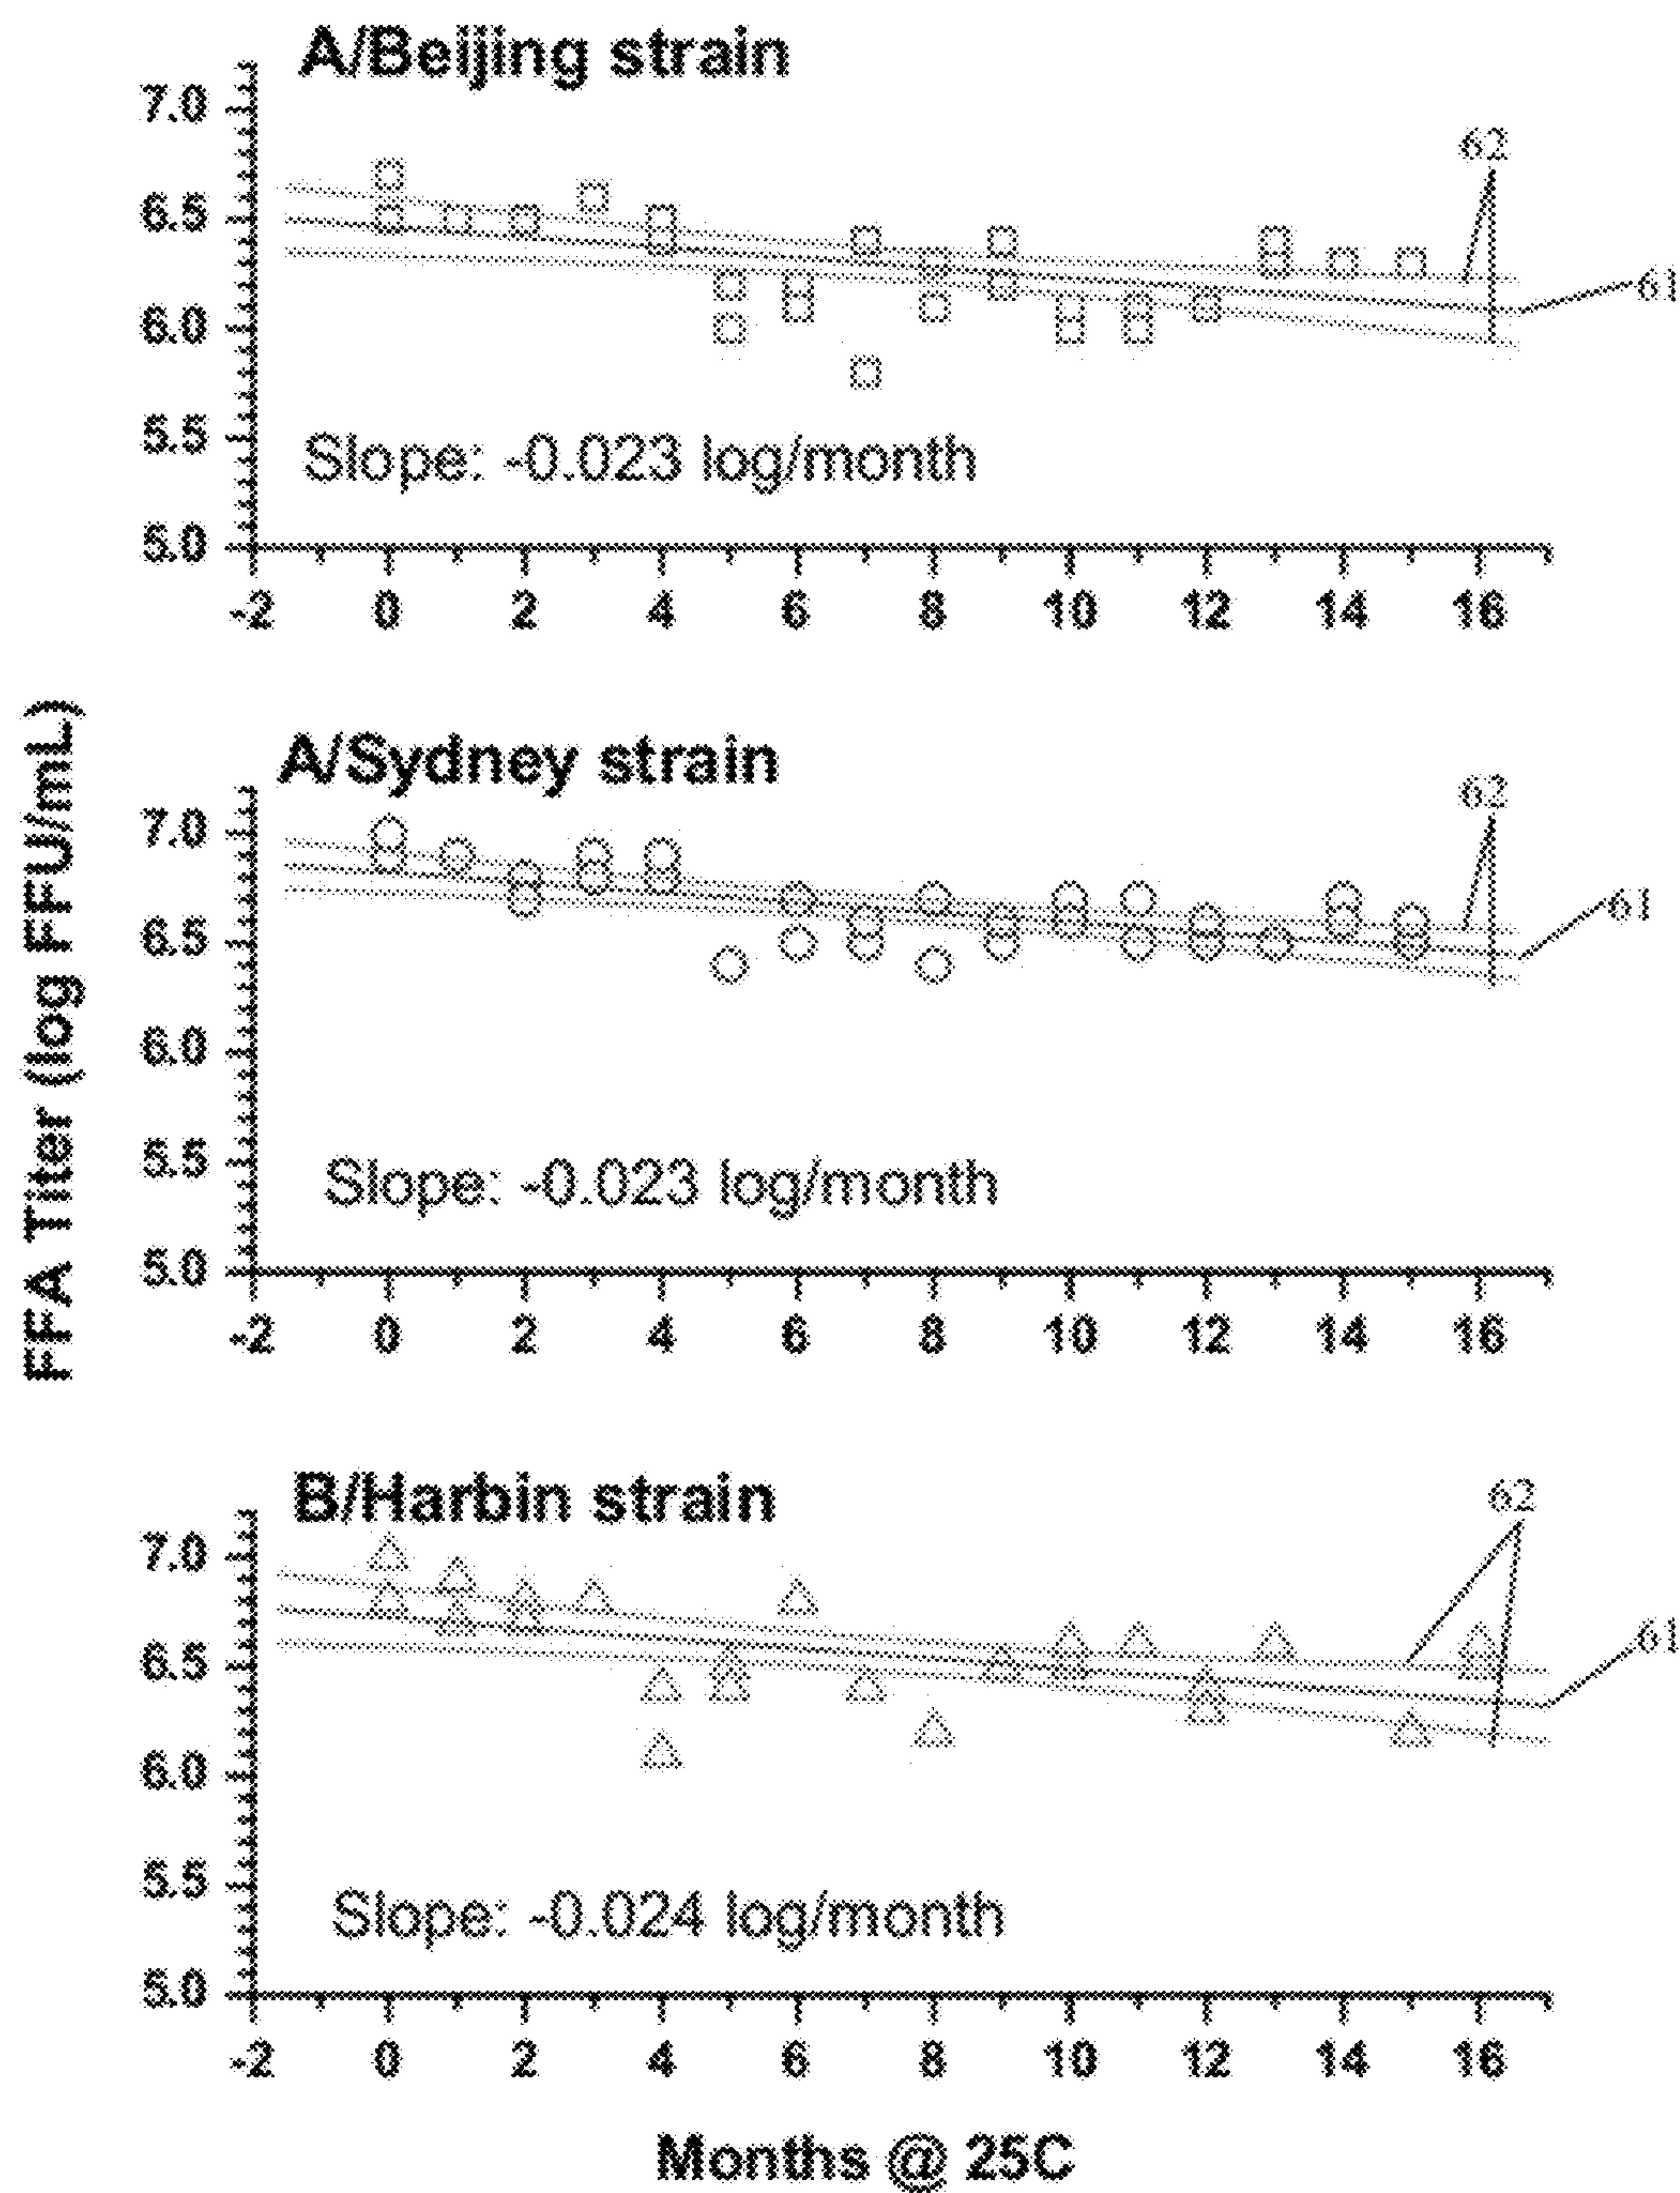 A/Beijing strain
7.0
62
6.5
61
6.0
5.5
Slope: -0.023 log/month
5.0
-2 0 2 4 6 8 10 12 14 16
FFA Titer (log FFU/mL)
A/Sydney strain
62
7.0
61
6.5
6.0
5.5
Slope: -0.023 log/month
5.0
-2 0 2 4 6 8 10 12 14 16
B/Harbin strain
62
7.0
61
6.5
6.0
5.5
Slope: -0.024 log/month
5.0
-2 0 2 4 6 8 10 12 14 16
Months @ 25C